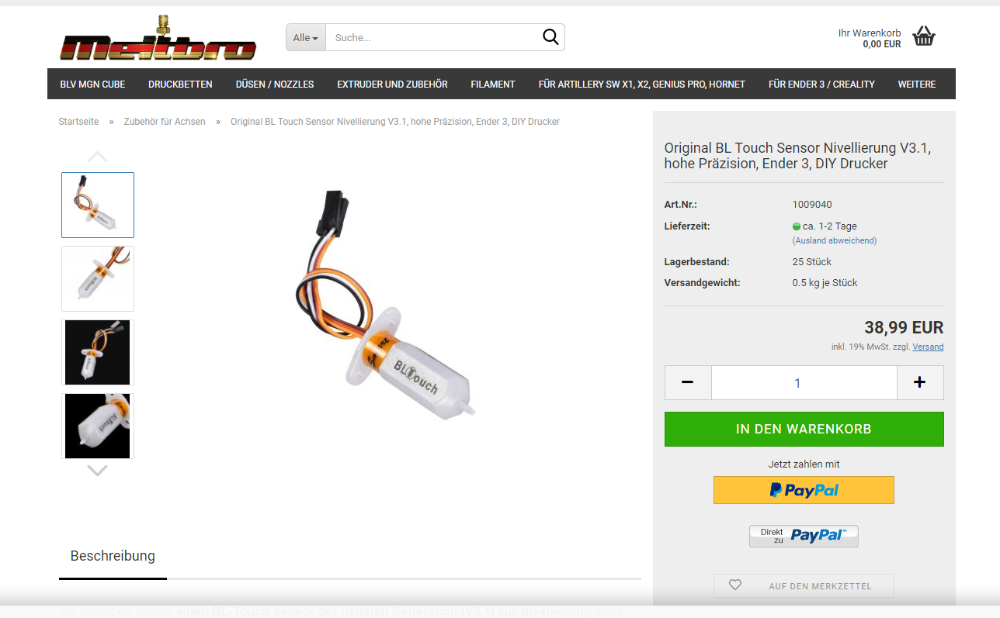 Meltbro
Alle
Suche...
Ihr Warenkorb
0,00 EUR
BLV MGN CUBE
DRUCKBETTEN
DÜSEN / NOZZLES
EXTRUDER UND ZUBEHÖR
FILAMENT
FÜR ARTILLERY SW X1, X2, GENIUS PRO, HORNET
FÜR ENDER 3 / CREALITY
WEITERE
Startseite » Zubehör für Achsen » Original BL Touch Sensor Nivellierung V3.1, hohe Präzision, Ender 3, DIY Drucker
BLTouch
Original BL Touch Sensor Nivellierung V3.1,
hohe Präzision, Ender 3, DIY Drucker
Art.Nr.: 1009040
Lieferzeit: ca. 1-2 Tage
(Ausland abweichend)
Lagerbestand: 25 Stück
Versandgewicht: 0.5 kg je Stück
38,99 EUR
inkl. 19% MwSt. zzgl. Versand
− 1 +
IN DEN WARENKORB
Jetzt zahlen mit
PayPal
Direkt
zu
PayPal
AUF DEN MERKZETTEL
Beschreibung
Sie erwerben hierbei einen BL-Touch Sensor der neusten Generation (V3.1) zur Nivellierung Ihres